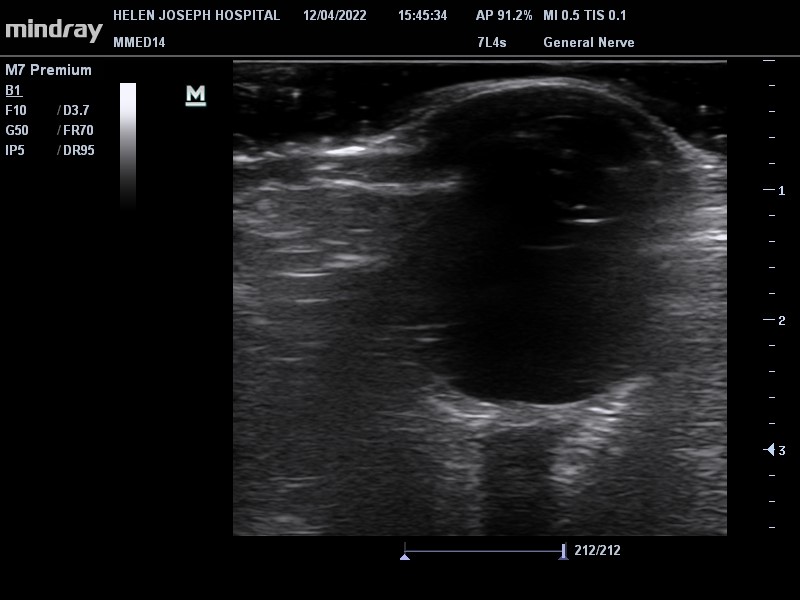 mindray
HELEN JOSEPH HOSPITAL 12/04/2022 15:45:34 AP 91.2% MI 0.5 TIS 0.1
MMED14 7L4s General Nerve
M7 Premium
B1
F10 / D3.7
G50 / FR70
IP5 / DR95
M
1
2
3
212/212